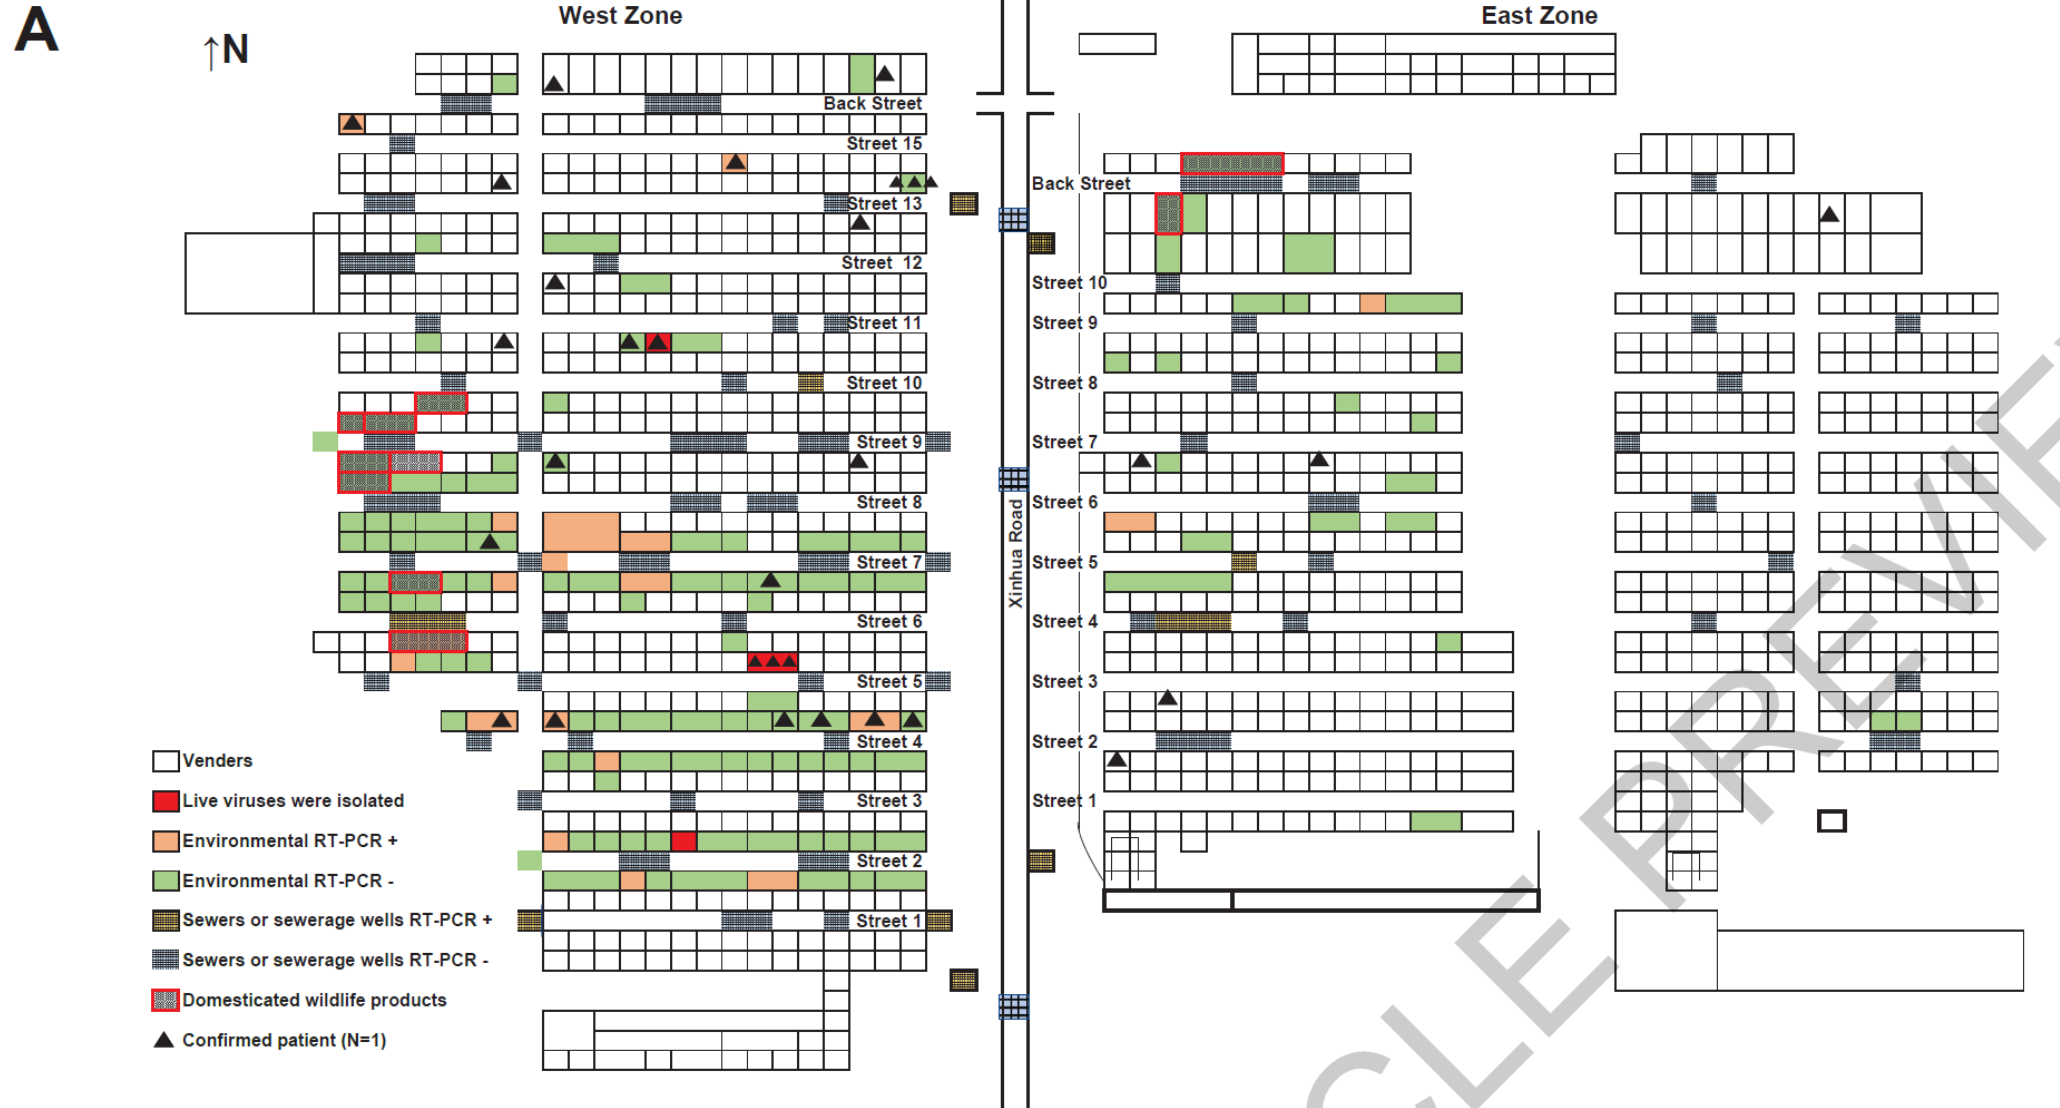 A
West Zone
East Zone
↑N
Back Street
Street 15
Street 13
Street 12
Street 11
Street 10
Street 9
Street 8
Street 7
Street 6
Street 5
Street 4
Street 3
Street 2
Street 1
Xinhua Road
Back Street
Street 10
Street 9
Street 8
Street 7
Street 6
Street 5
Street 4
Street 3
Street 2
Street 1
Venders
Live viruses were isolated
Environmental RT-PCR +
Environmental RT-PCR -
Sewers or sewerage wells RT-PCR +
Sewers or sewerage wells RT-PCR -
Domesticated wildlife products
Confirmed patient (N=1)
CLE PREVIE